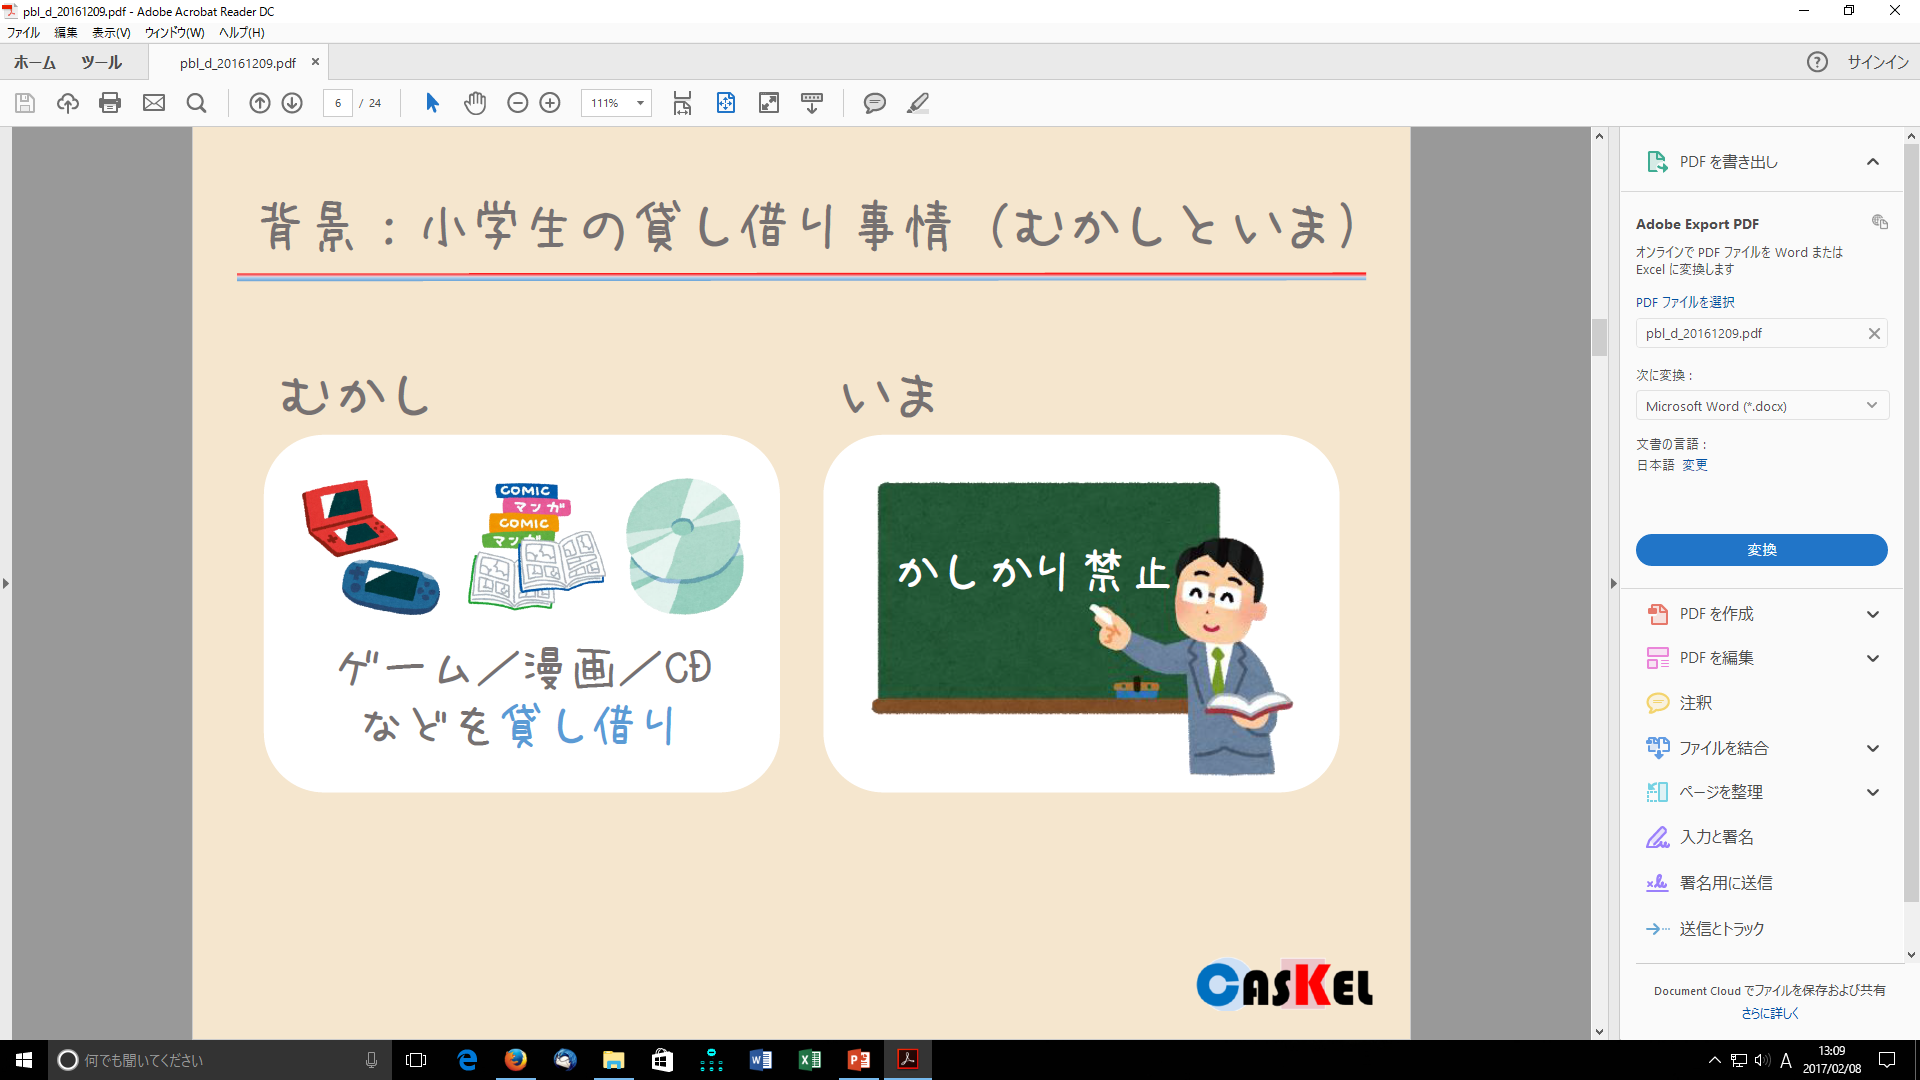 pbl_d_20161209.pdf - Adobe Acrobat Reader DC
ファイル 編集 表示(V) ウィンドウ(W) ヘルプ(H)
ホーム ツール pbl_d_20161209.pdf × ? サインイン
6 / 24 111%
背景：小学生の貸し借り事情（むかしといま）
むかし
COMIC
マンガ
COMIC
マンガ
ゲーム／漫画／CD
などを貸し借り
いま
かしかり禁止
CASKEL
PDF を書き出し
Adobe Export PDF
オンラインで PDF ファイルを Word または
Excel に変換します
PDF ファイルを選択
pbl_d_20161209.pdf
次に変換 :
Microsoft Word (*.docx)
文書の言語 :
日本語 変更
変換
PDF を作成
PDF を編集
注釈
ファイルを結合
ページを整理
入力と署名
署名用に送信
送信とトラック
Document Cloud でファイルを保存および共有
さらに詳しく
何でも聞いてください
A
13:09
2017/02/08